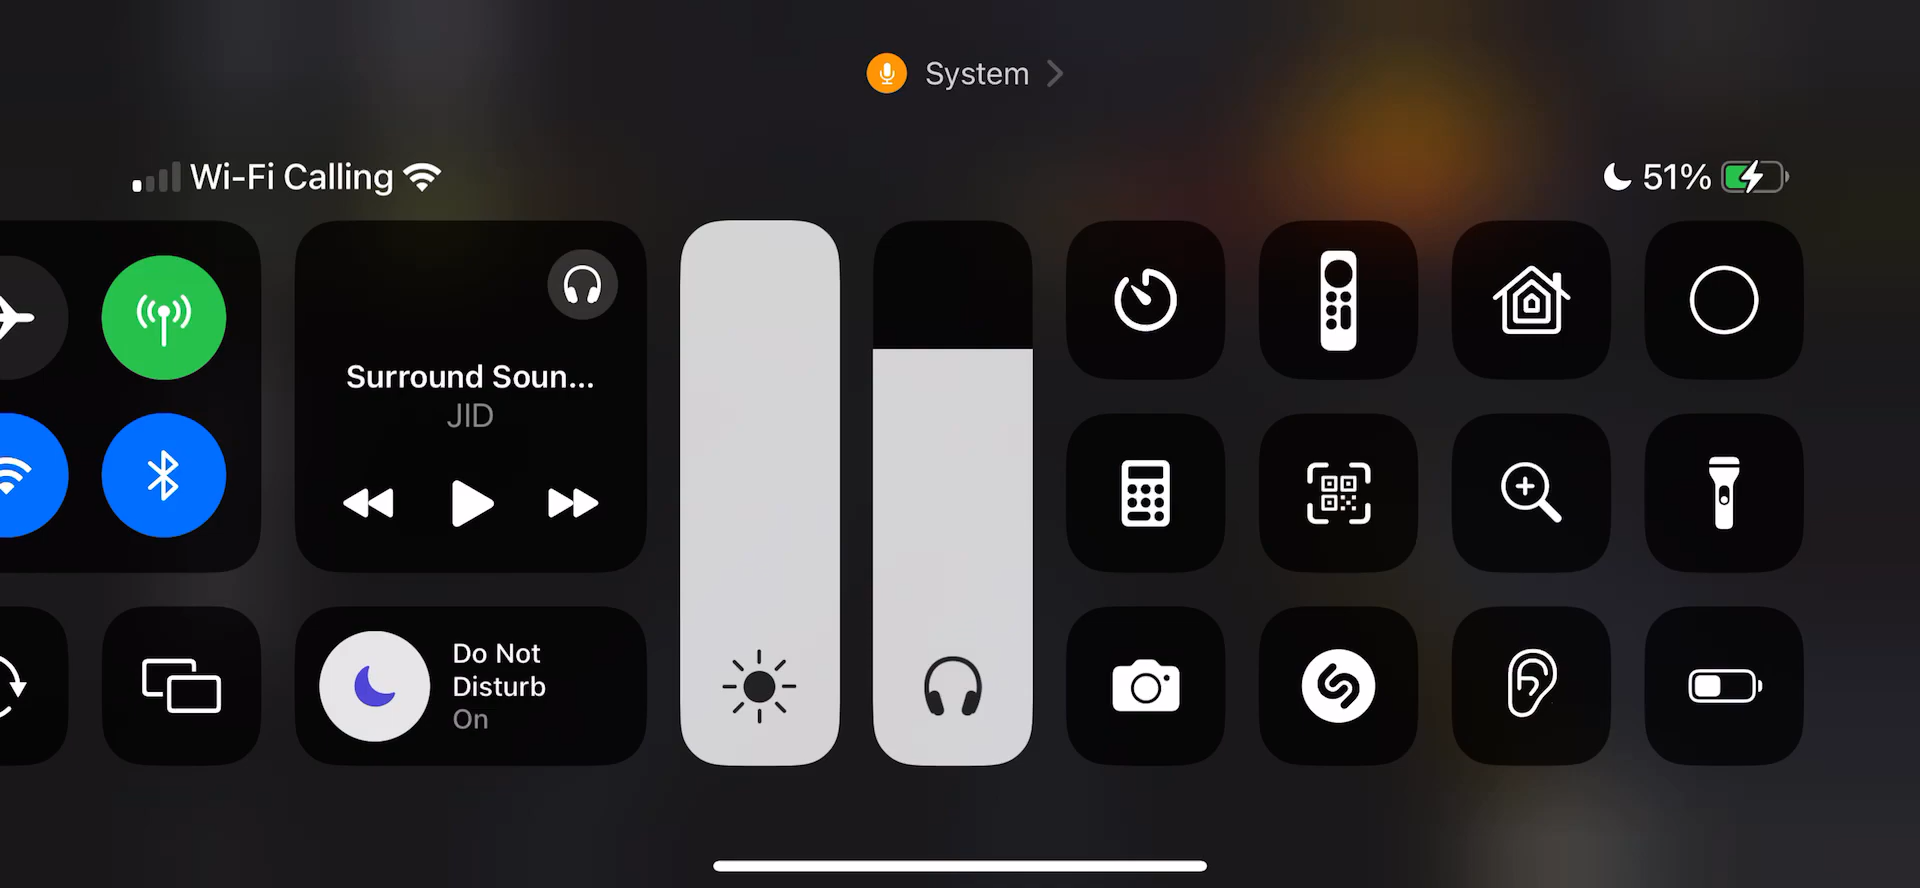 System
Wi-Fi Calling
51%
Surround Soun...
JID
Do Not
Disturb
On